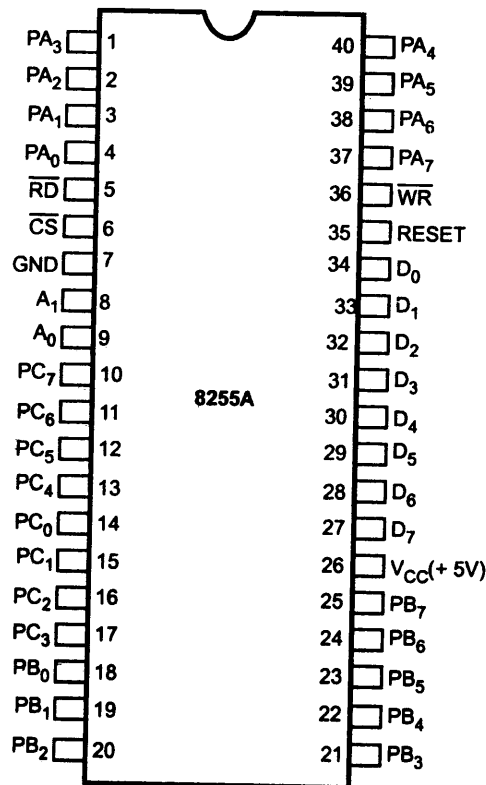 PA₃ 1 40 PA₄
PA₂ 2 39 PA₅
PA₁ 3 38 PA₆
PA₀ 4 37 PA₇
R̅D̅ 5 36 W̅R̅
C̅S̅ 6 35 RESET
GND 7 34 D₀
A₁ 8 33 D₁
A₀ 9 32 D₂
PC₇ 10 31 D₃
8255A
PC₆ 11 30 D₄
PC₅ 12 29 D₅
PC₄ 13 28 D₆
PC₀ 14 27 D₇
PC₁ 15 26 V_CC(+ 5V)
PC₂ 16 25 PB₇
PC₃ 17 24 PB₆
PB₀ 18 23 PB₅
PB₁ 19 22 PB₄
PB₂ 20 21 PB₃